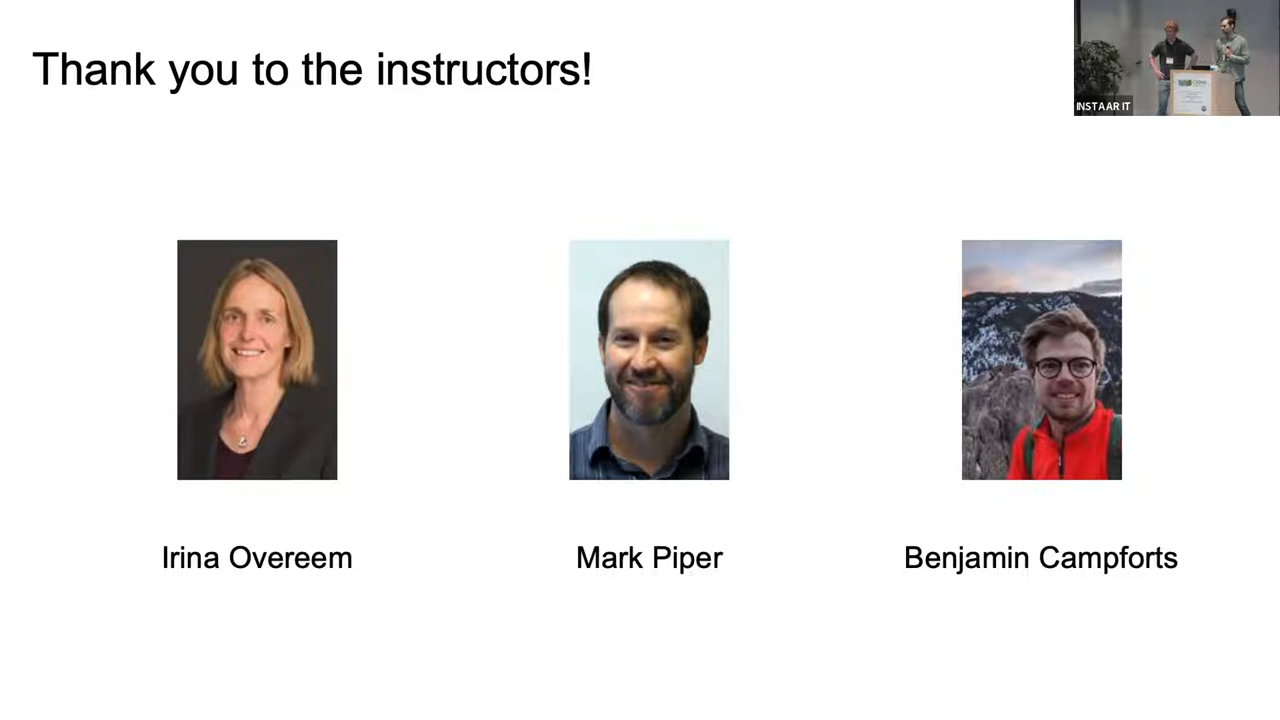 Thank you to the instructors!
INSTAAR IT
Irina Overeem
Mark Piper
Benjamin Campforts